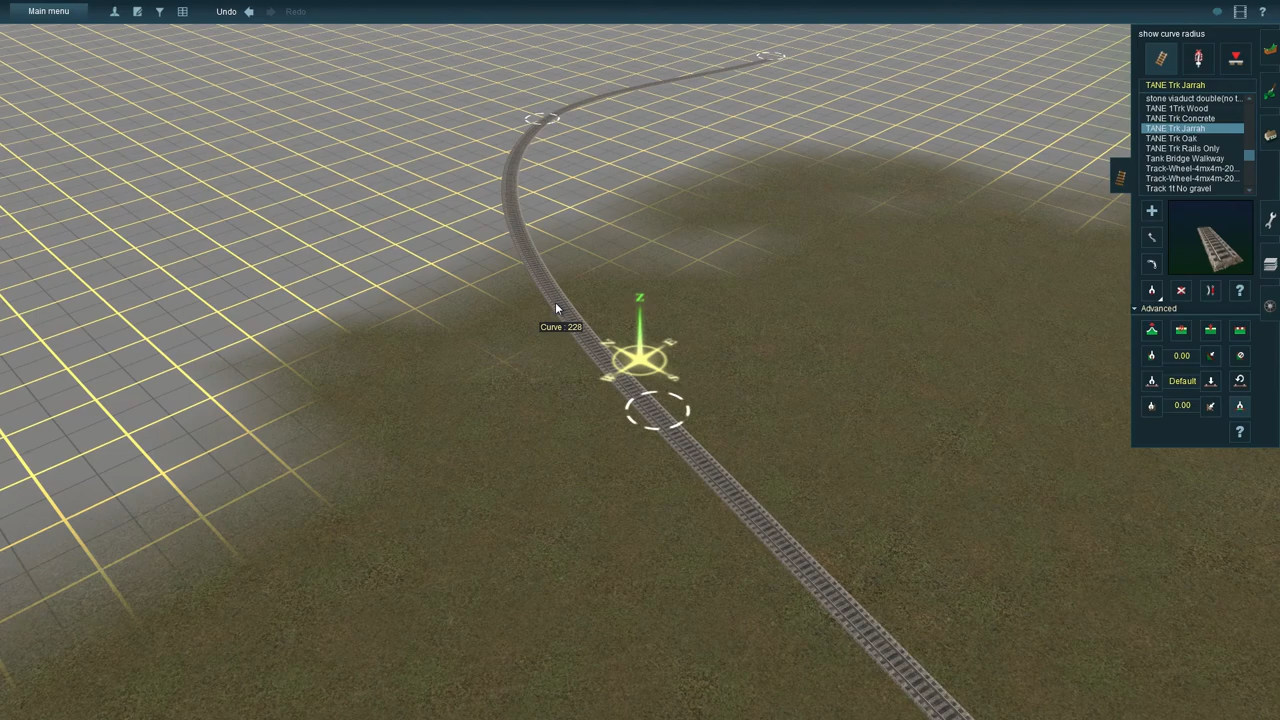 Main menu
Undo
Redo
?
show curve radius
TANE Trk Jarrah
stone viaduct double(no t...
TANE 1Trk Wood
TANE Trk Concrete
TANE Trk Jarrah
TANE Trk Oak
TANE Trk Rails Only
Tank Bridge Walkway
Track-Wheel-4mx4m-20...
Track-Wheel-4mx4m-20...
Track 1t No gravel
?
Advanced
0.00
Default
0.00
?
Z
Curve : 228